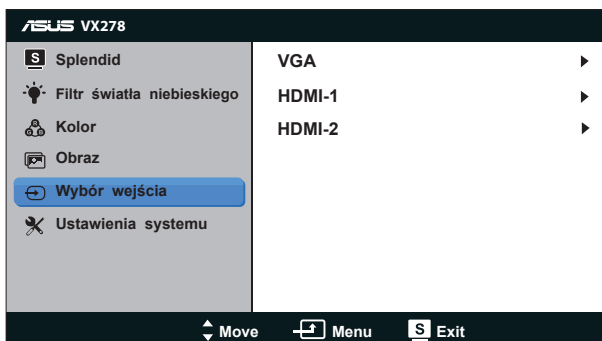 ASUS VX278
S Splendid
Filtr światła niebieskiego
Kolor
Obraz
Wybór wejścia
Ustawienia systemu
VGA
HDMI-1
HDMI-2
Move Menu S Exit